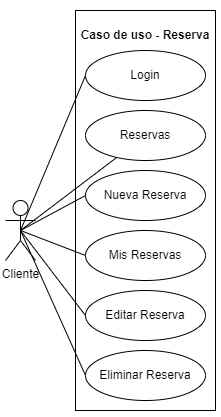 Caso de uso - Reserva
Login
Reservas
Nueva Reserva
Mis Reservas
Cliente
Editar Reserva
Eliminar Reserva